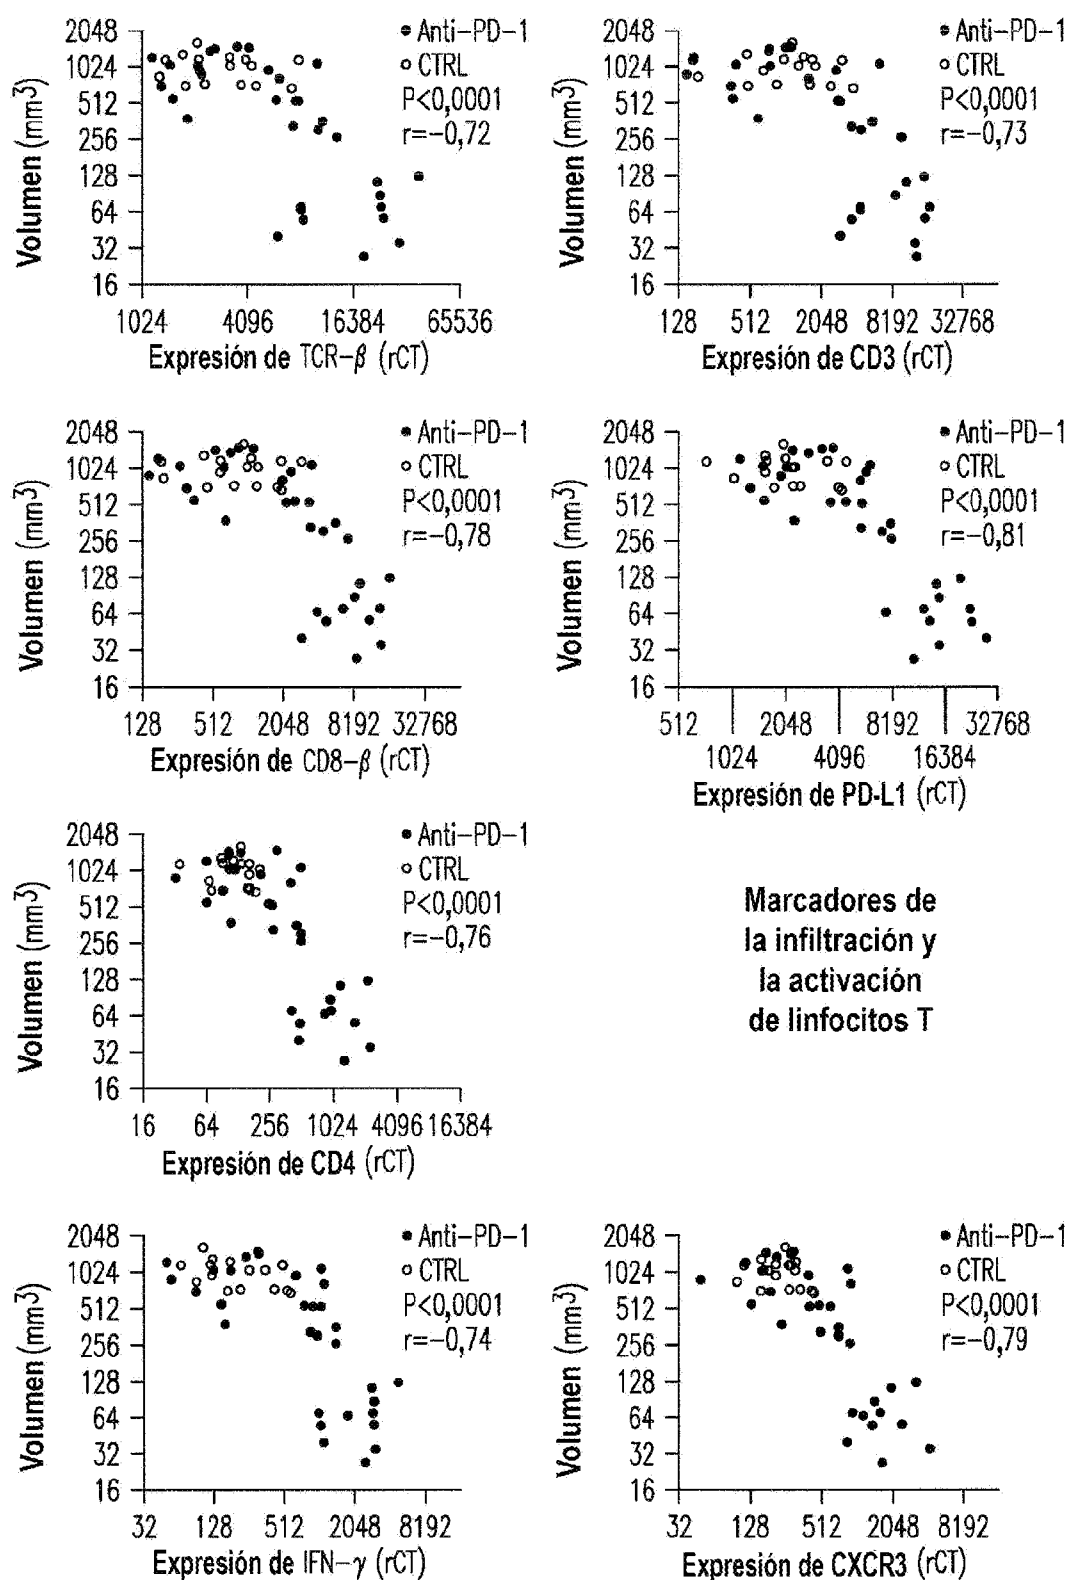 2048
1024
512
256
128
64
32
16
Volumen (mm3)
Anti-PD-1
CTRL
P<0,0001
r=-0,72
1024 4096 16384 65536
Expresión de TCR-β (rCT)
2048
1024
512
256
128
64
32
16
Volumen (mm3)
Anti-PD-1
CTRL
P<0,0001
r=-0,73
128 512 2048 8192 32768
Expresión de CD3 (rCT)
2048
1024
512
256
128
64
32
16
Volumen (mm3)
Anti-PD-1
CTRL
P<0,0001
r=-0,78
128 512 2048 8192 32768
Expresión de CD8-β (rCT)
2048
1024
512
256
128
64
32
16
Volumen (mm3)
Anti-PD-1
CTRL
P<0,0001
r=-0,81
512 2048 8192 32768
1024 4096 16384
Expresión de PD-L1 (rCT)
2048
1024
512
256
128
64
32
16
Volumen (mm3)
Anti-PD-1
CTRL
P<0,0001
r=-0,76
16 64 256 1024 4096 16384
Expresión de CD4 (rCT)
Marcadores de
la infiltración y
la activación
de linfocitos T
2048
1024
512
256
128
64
32
16
Volumen (mm3)
Anti-PD-1
CTRL
P<0,0001
r=-0,74
32 128 512 2048 8192
Expresión de IFN-γ (rCT)
2048
1024
512
256
128
64
32
16
Volumen (mm3)
Anti-PD-1
CTRL
P<0,0001
r=-0,79
32 128 512 2048 8192
Expresión de CXCR3 (rCT)